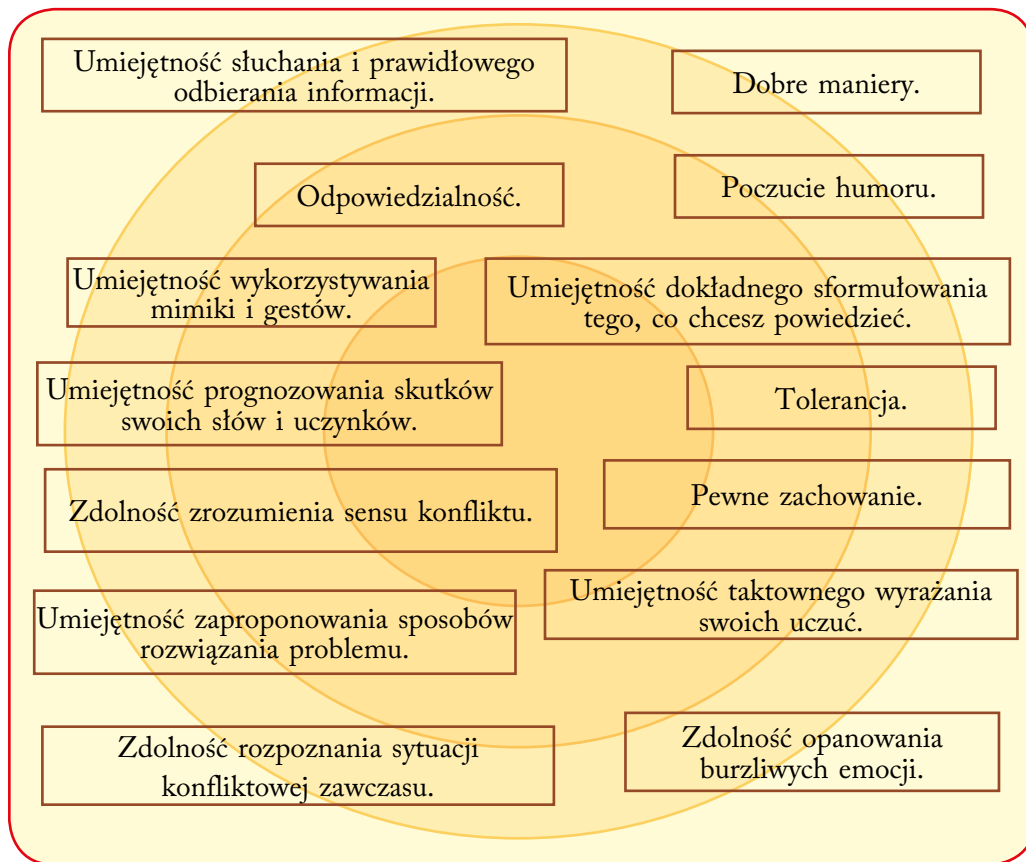 Umiejętność słuchania i prawidłowego
odbierania informacji.
Dobre maniery.
Odpowiedzialność.
Poczucie humoru.
Umiejętność wykorzystywania
mimiki i gestów.
Umiejętność dokładnego sformułowania
tego, co chcesz powiedzieć.
Umiejętność prognozowania skutków
swoich słów i uczynków.
Tolerancja.
Zdolność zrozumienia sensu konfliktu.
Pewne zachowanie.
Umiejętność zaproponowania sposobów
rozwiązania problemu.
Umiejętność taktownego wyrażania
swoich uczuć.
Zdolność rozpoznania sytuacji
konfliktowej zawczasu.
Zdolność opanowania
burzliwych emocji.